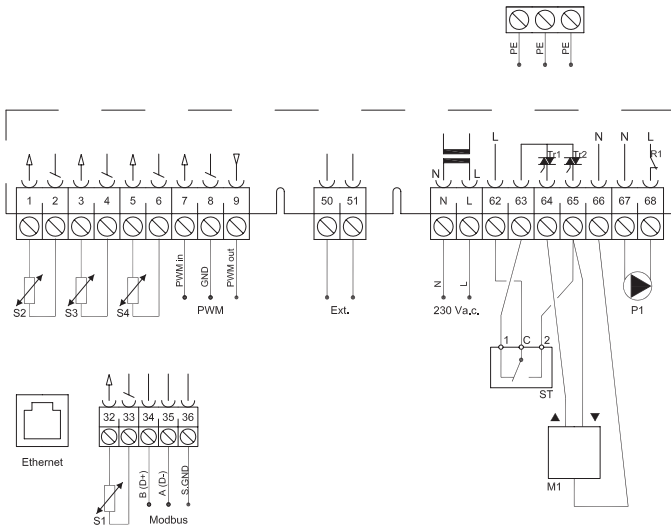 PE PE PE
N L L Tr1 Tr2 N N L
R1
1 2 3 4 5 6 7 8 9 50 51 N L 62 63 64 65 66 67 68
PWM in GND PWM out
N L
S2 S3 S4 PWM Ext. 230 Va.c. P1
1 C 2
ST
32 33 34 35 36
Ethernet
B (D+) A (D-) S.GND
M1
S1 Modbus